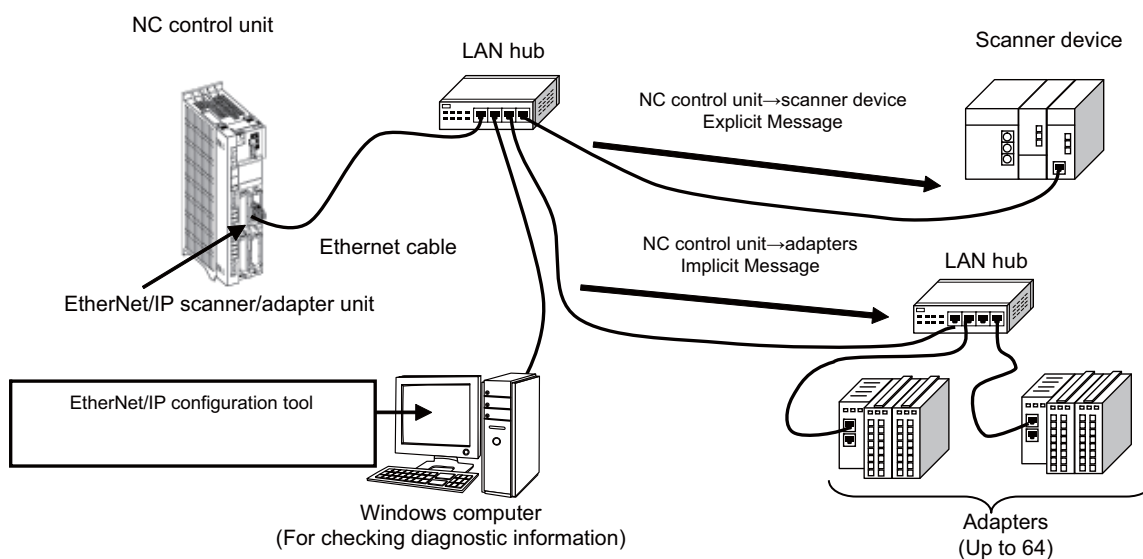 NC control unit
LAN hub
Scanner device
NC control unit→scanner device
Explicit Message
Ethernet cable
NC control unit→adapters
Implicit Message
LAN hub
EtherNet/IP scanner/adapter unit
EtherNet/IP configuration tool
Windows computer
(For checking diagnostic information)
Adapters
(Up to 64)